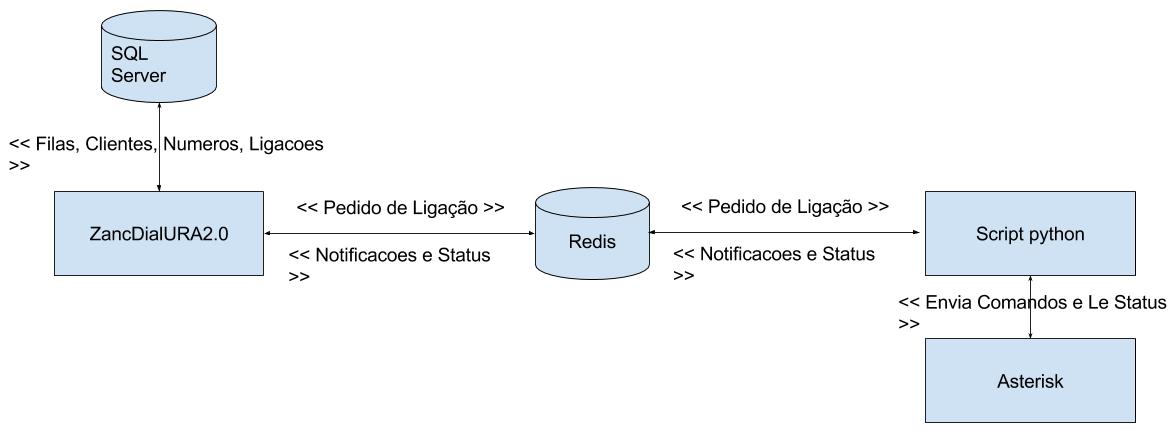 SQL
Server
<< Filas, Clientes, Numeros, Ligacoes
>>
ZancDialURA2.0
<< Pedido de Ligação >>
<< Notificacoes e Status
>>
Redis
<< Pedido de Ligação >>
<< Notificacoes e Status
>>
Script python
<< Envia Comandos e Le Status
>>
Asterisk